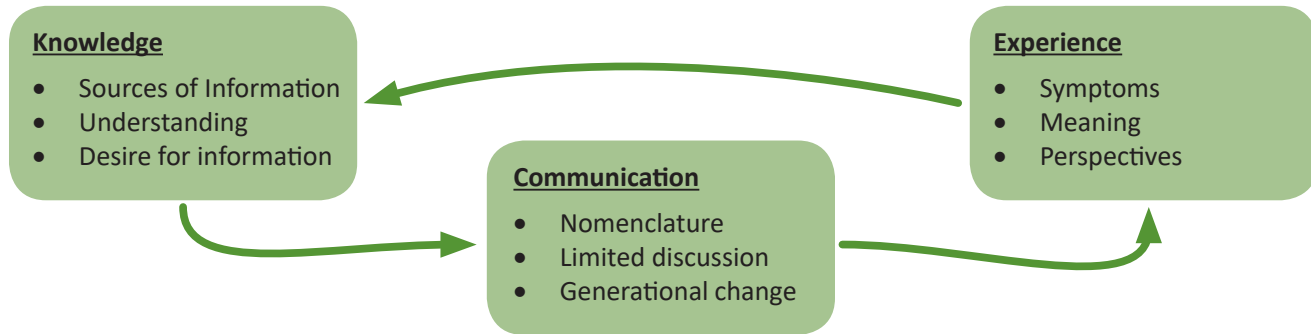 Knowledge
• Sources of Information
• Understanding
• Desire for information
Communication
• Nomenclature
• Limited discussion
• Generational change
Experience
• Symptoms
• Meaning
• Perspectives